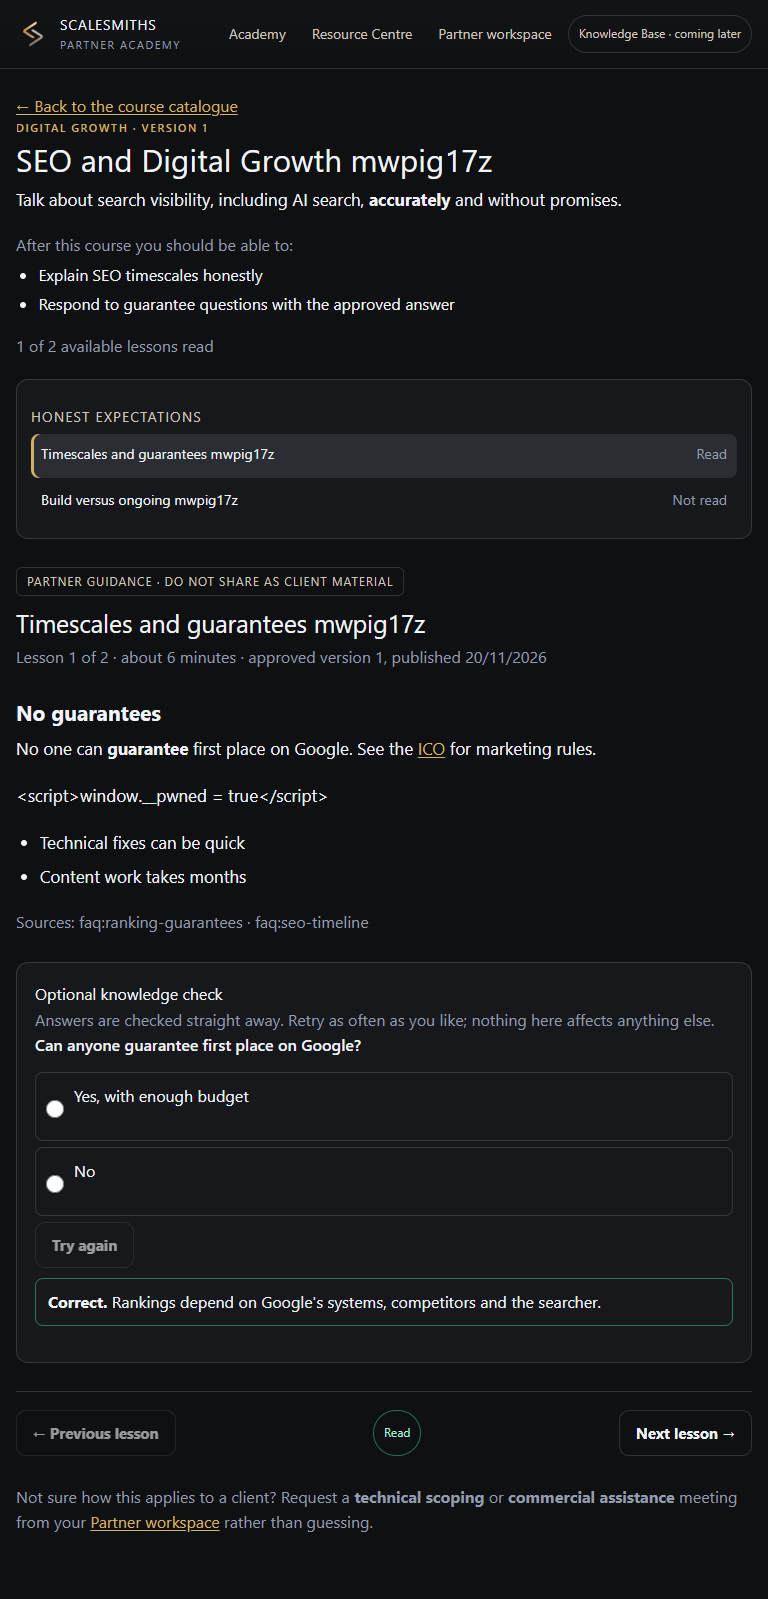 SCALESMITHS
PARTNER ACADEMY
Academy
Resource Centre
Partner workspace
Knowledge Base · coming later
← Back to the course catalogue
DIGITAL GROWTH · VERSION 1
SEO and Digital Growth mwpig17z
Talk about search visibility, including AI search, accurately and without promises.
After this course you should be able to:
• Explain SEO timescales honestly
• Respond to guarantee questions with the approved answer
1 of 2 available lessons read
HONEST EXPECTATIONS
Timescales and guarantees mwpig17z Read
Build versus ongoing mwpig17z Not read
PARTNER GUIDANCE · DO NOT SHARE AS CLIENT MATERIAL
Timescales and guarantees mwpig17z
Lesson 1 of 2 · about 6 minutes · approved version 1, published 20/11/2026
No guarantees
No one can guarantee first place on Google. See the ICO for marketing rules.
<script>window.__pwned = true</script>
• Technical fixes can be quick
• Content work takes months
Sources: faq:ranking-guarantees · faq:seo-timeline
Optional knowledge check
Answers are checked straight away. Retry as often as you like; nothing here affects anything else.
Can anyone guarantee first place on Google?
Yes, with enough budget
No
Try again
Correct. Rankings depend on Google's systems, competitors and the searcher.
← Previous lesson
Read
Next lesson →
Not sure how this applies to a client? Request a technical scoping or commercial assistance meeting
from your Partner workspace rather than guessing.